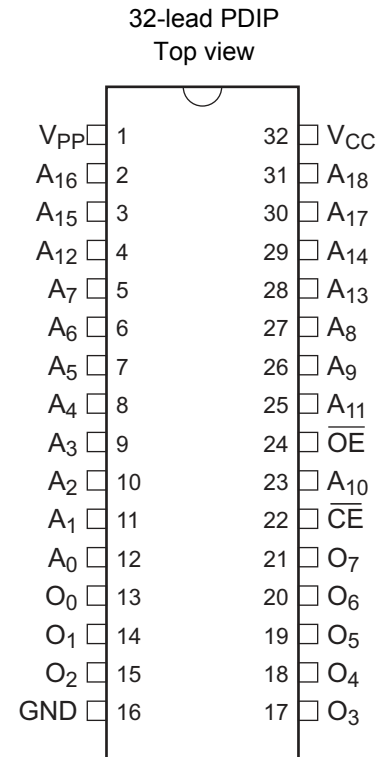 32-lead PDIP
Top view
VPP 1 32 VCC
A16 2 31 A18
A15 3 30 A17
A12 4 29 A14
A7 5 28 A13
A6 6 27 A8
A5 7 26 A9
A4 8 25 A11
A3 9 24 OE
A2 10 23 A10
A1 11 22 CE
A0 12 21 O7
O0 13 20 O6
O1 14 19 O5
O2 15 18 O4
GND 16 17 O3